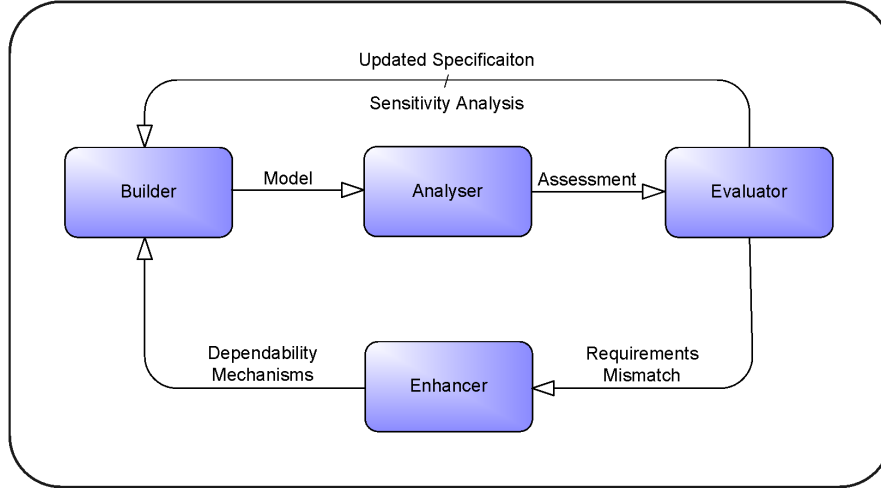 Updated Specificaiton
/
Sensitivity Analysis
Builder
Model
Analyser
Assessment
Evaluator
Dependability
Mechanisms
Enhancer
Requirements
Mismatch